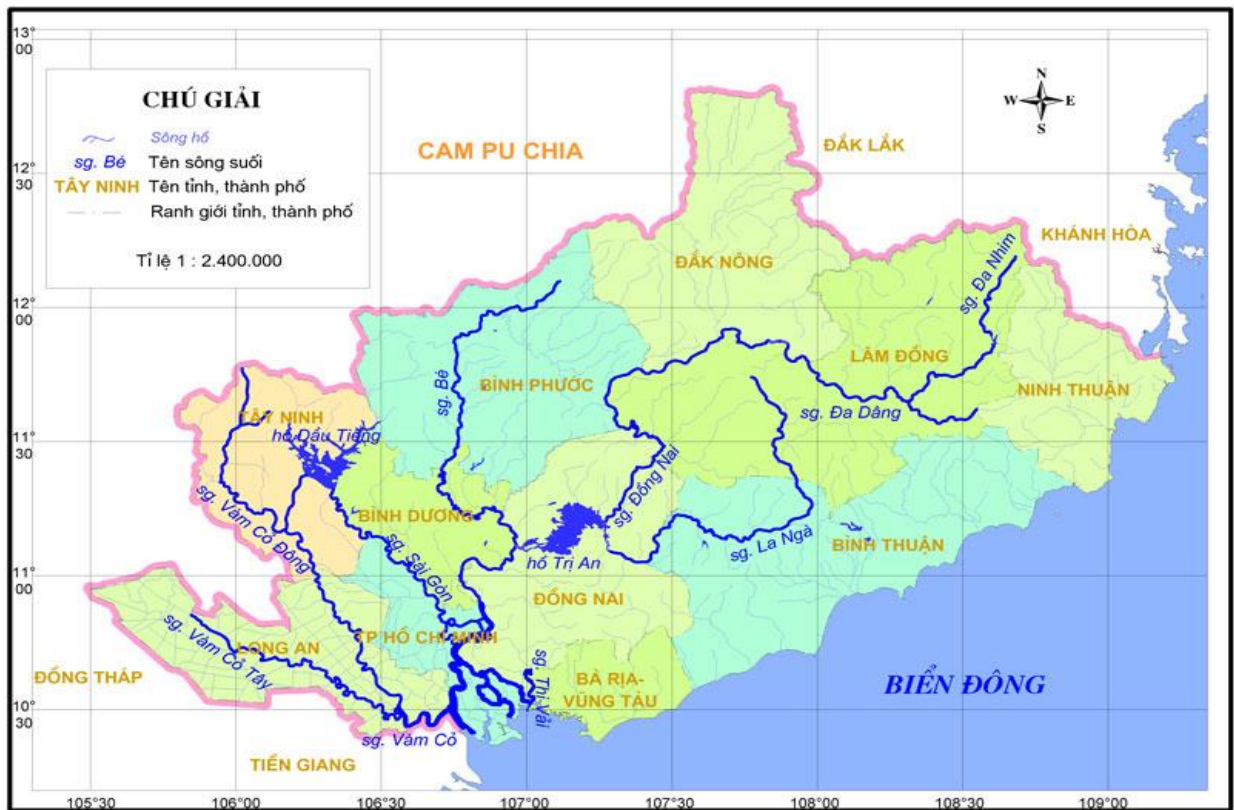 13°
00
12°
30
12°
00
11°
30
11°
00
10°
30
CHÚ GIẢI
Sông hồ
sg. Bé Tên sông suối
TÂY NINH Tên tỉnh, thành phố
Ranh giới tỉnh, thành phố
Tỉ lệ 1 : 2.400.000
N
W E
S
CAM PU CHIA
ĐẮK LẮK
KHÁNH HÒA
ĐẮK NÔNG
sg. Đa Nhim
LÂM ĐỒNG
sg. Bé
BÌNH PHƯỚC
NINH THUẬN
sg. Đa Dâng
TÂY NINH
hồ Dầu Tiếng
sg. Đồng Nai
sg. Vàm Cỏ Đông
BÌNH DƯƠNG
sg. Sài Gòn
sg. La Ngà
BÌNH THUẬN
hồ Trị An
ĐỒNG NAI
TP HỒ CHÍ MINH
sg. Vàm Cỏ Tây
LONG AN
ĐỒNG THÁP
sg. Thị Vải
BÀ RỊA-
VŨNG TÀU
BIỂN ĐÔNG
sg. Vàm Cỏ
TIỀN GIANG
105°30 106°00 106°30 107°00 107°30 108°00 108°30 109°00